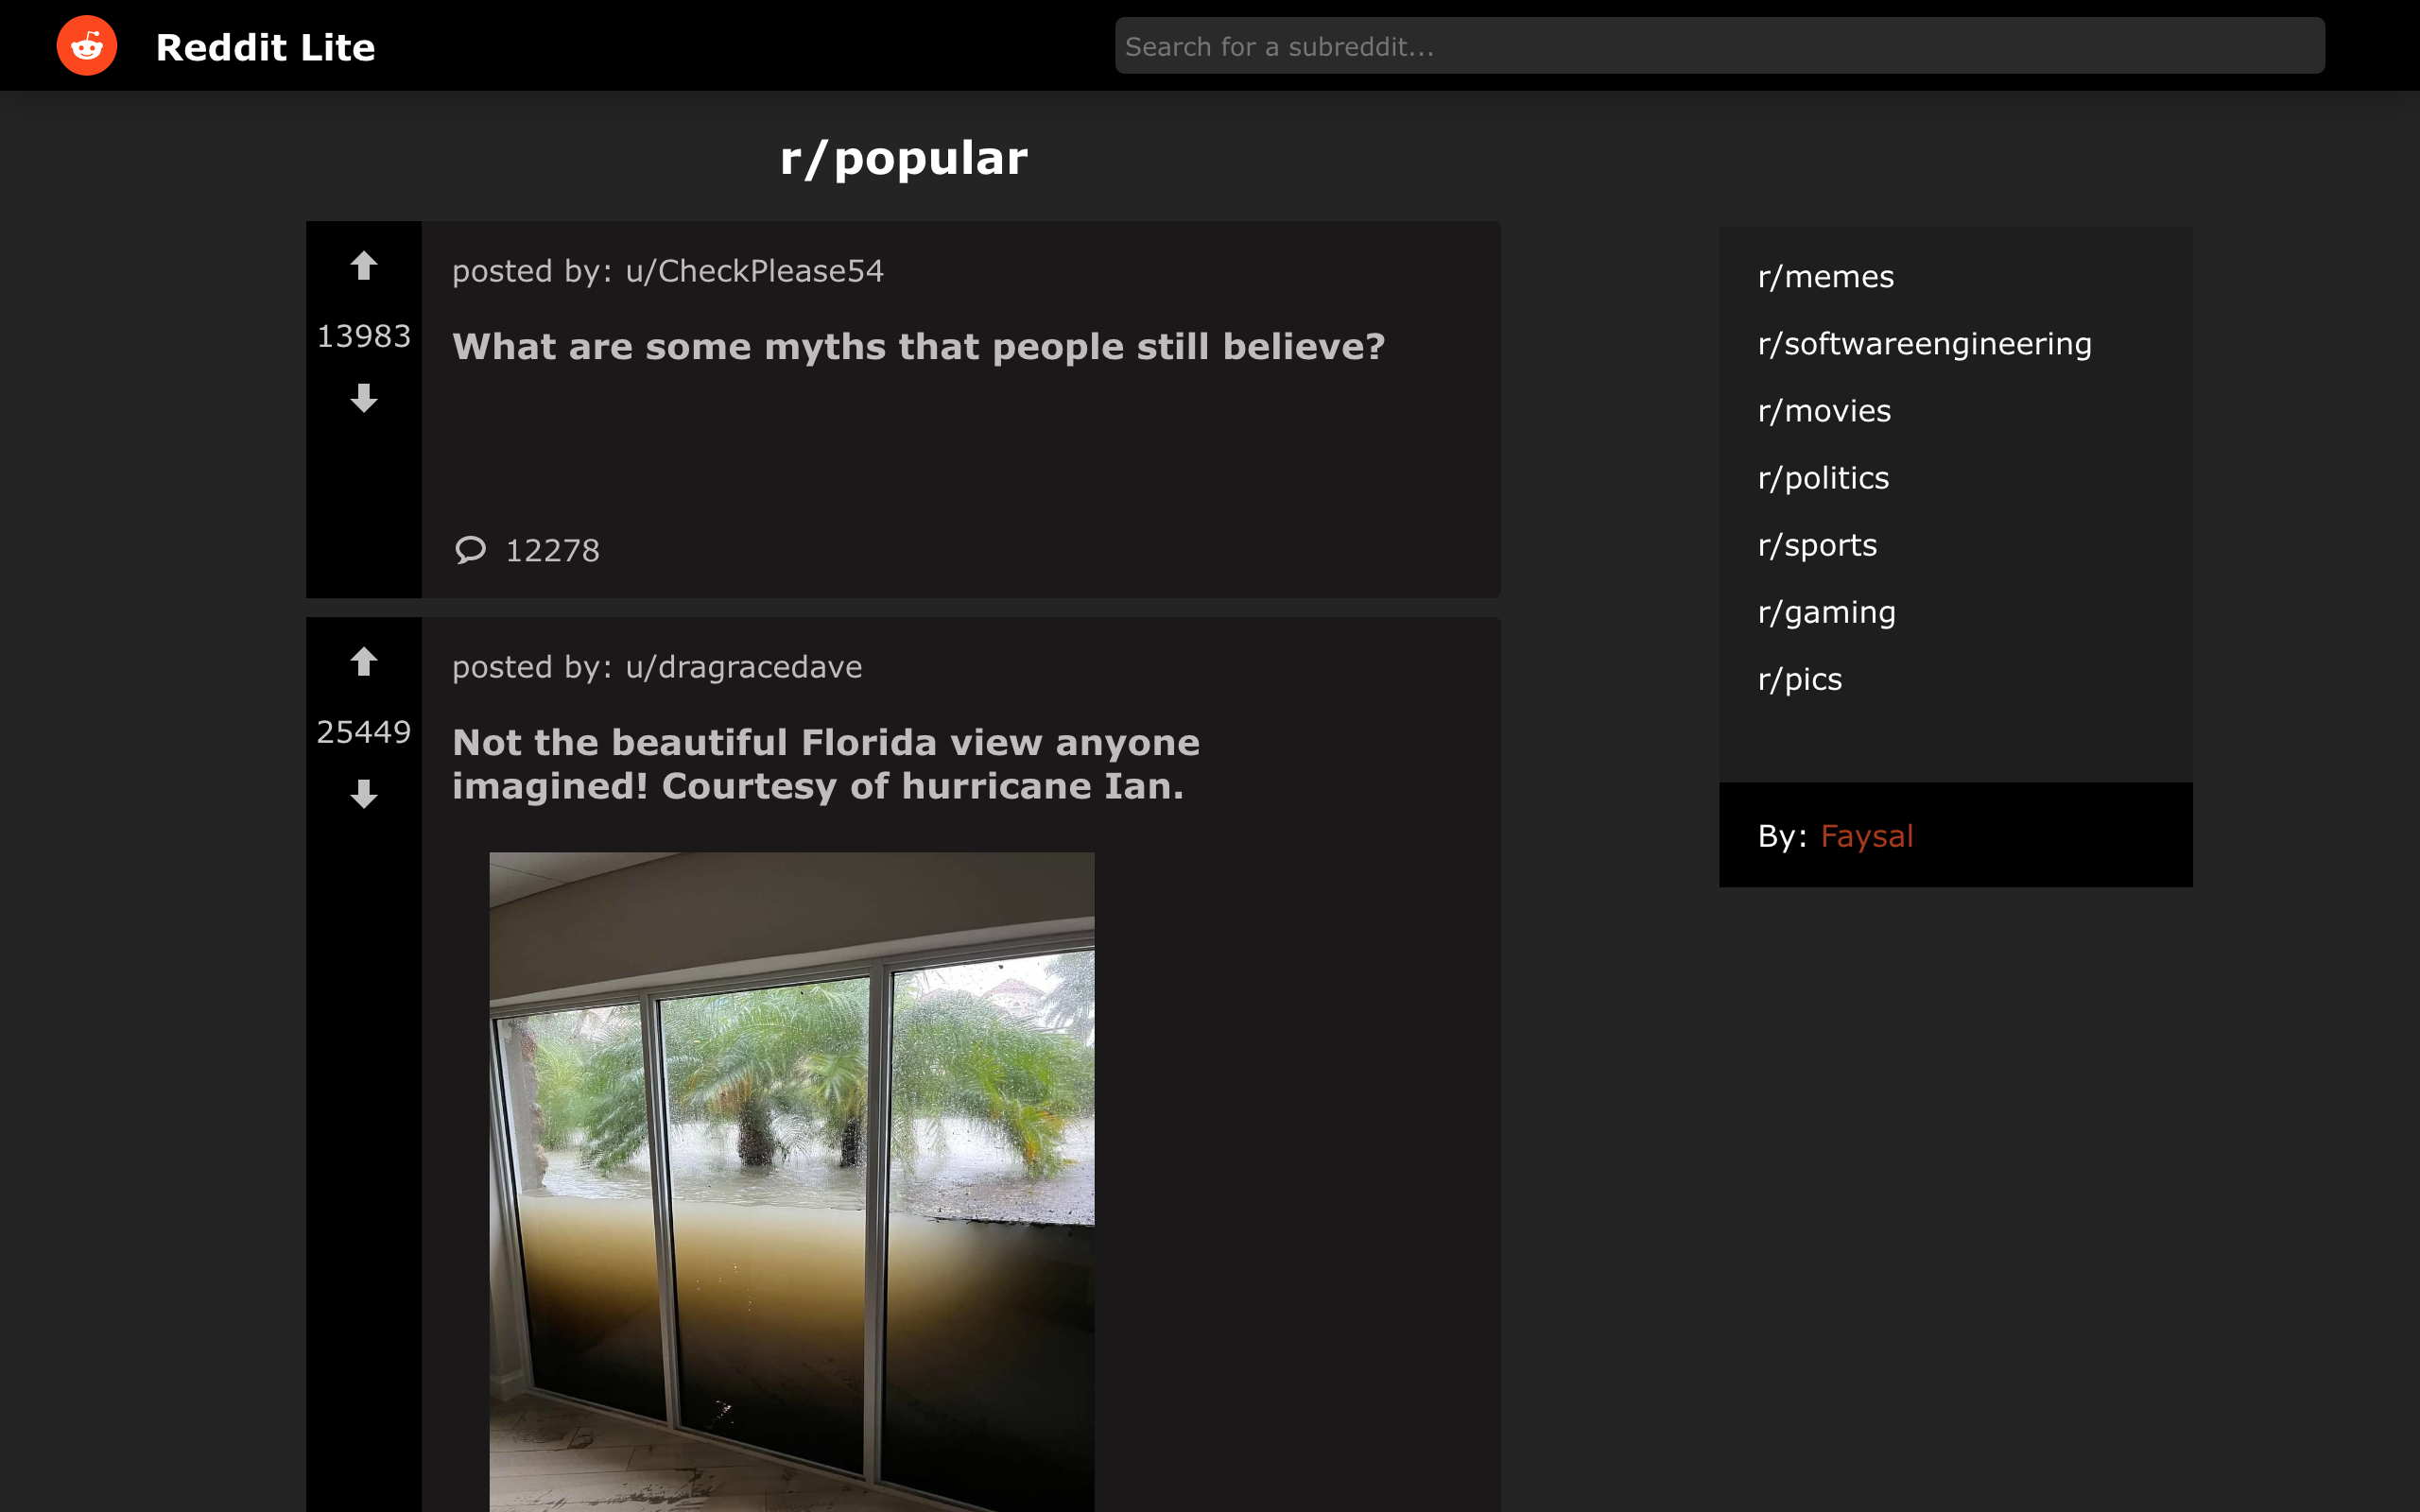 Reddit Lite
Search for a subreddit...
r/popular
posted by: u/CheckPlease54
13983
What are some myths that people still believe?
12278
posted by: u/dragracedave
25449
Not the beautiful Florida view anyone
imagined! Courtesy of hurricane Ian.
r/memes
r/softwareengineering
r/movies
r/politics
r/sports
r/gaming
r/pics
By: Faysal